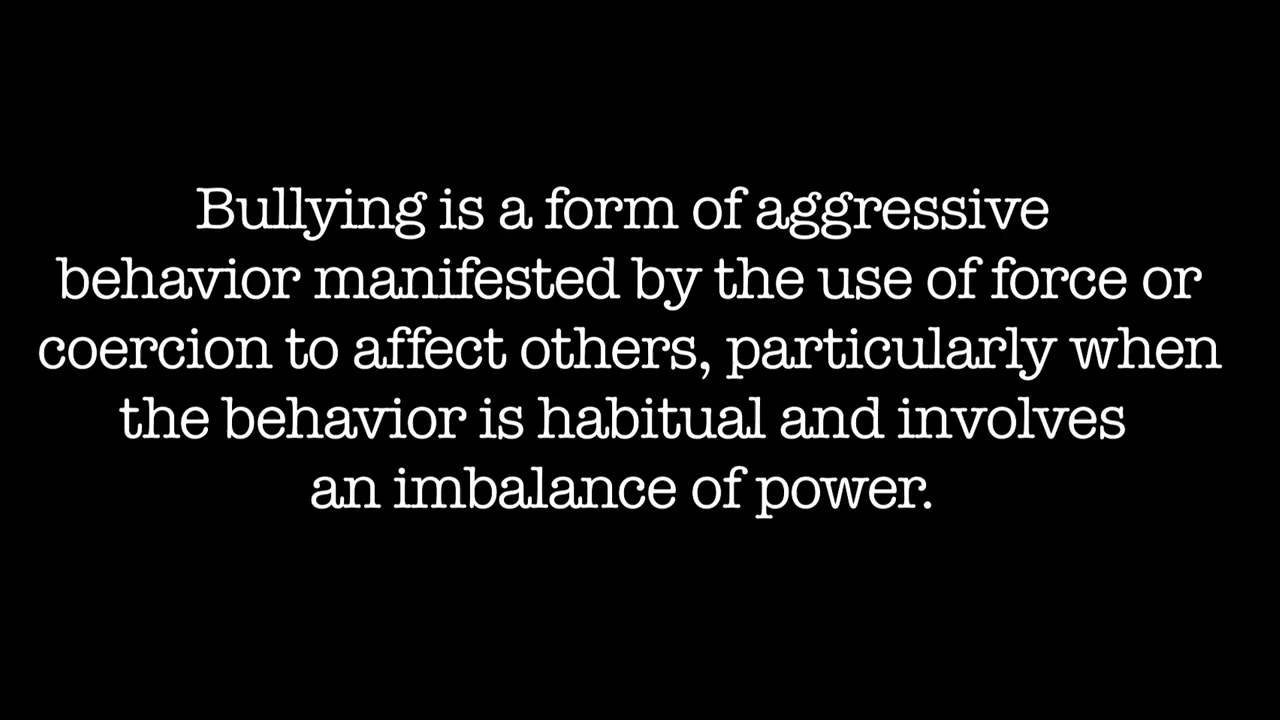 Bullying is a form of aggressive
behavior manifested by the use of force or
coercion to affect others, particularly when
the behavior is habitual and involves
an imbalance of power.